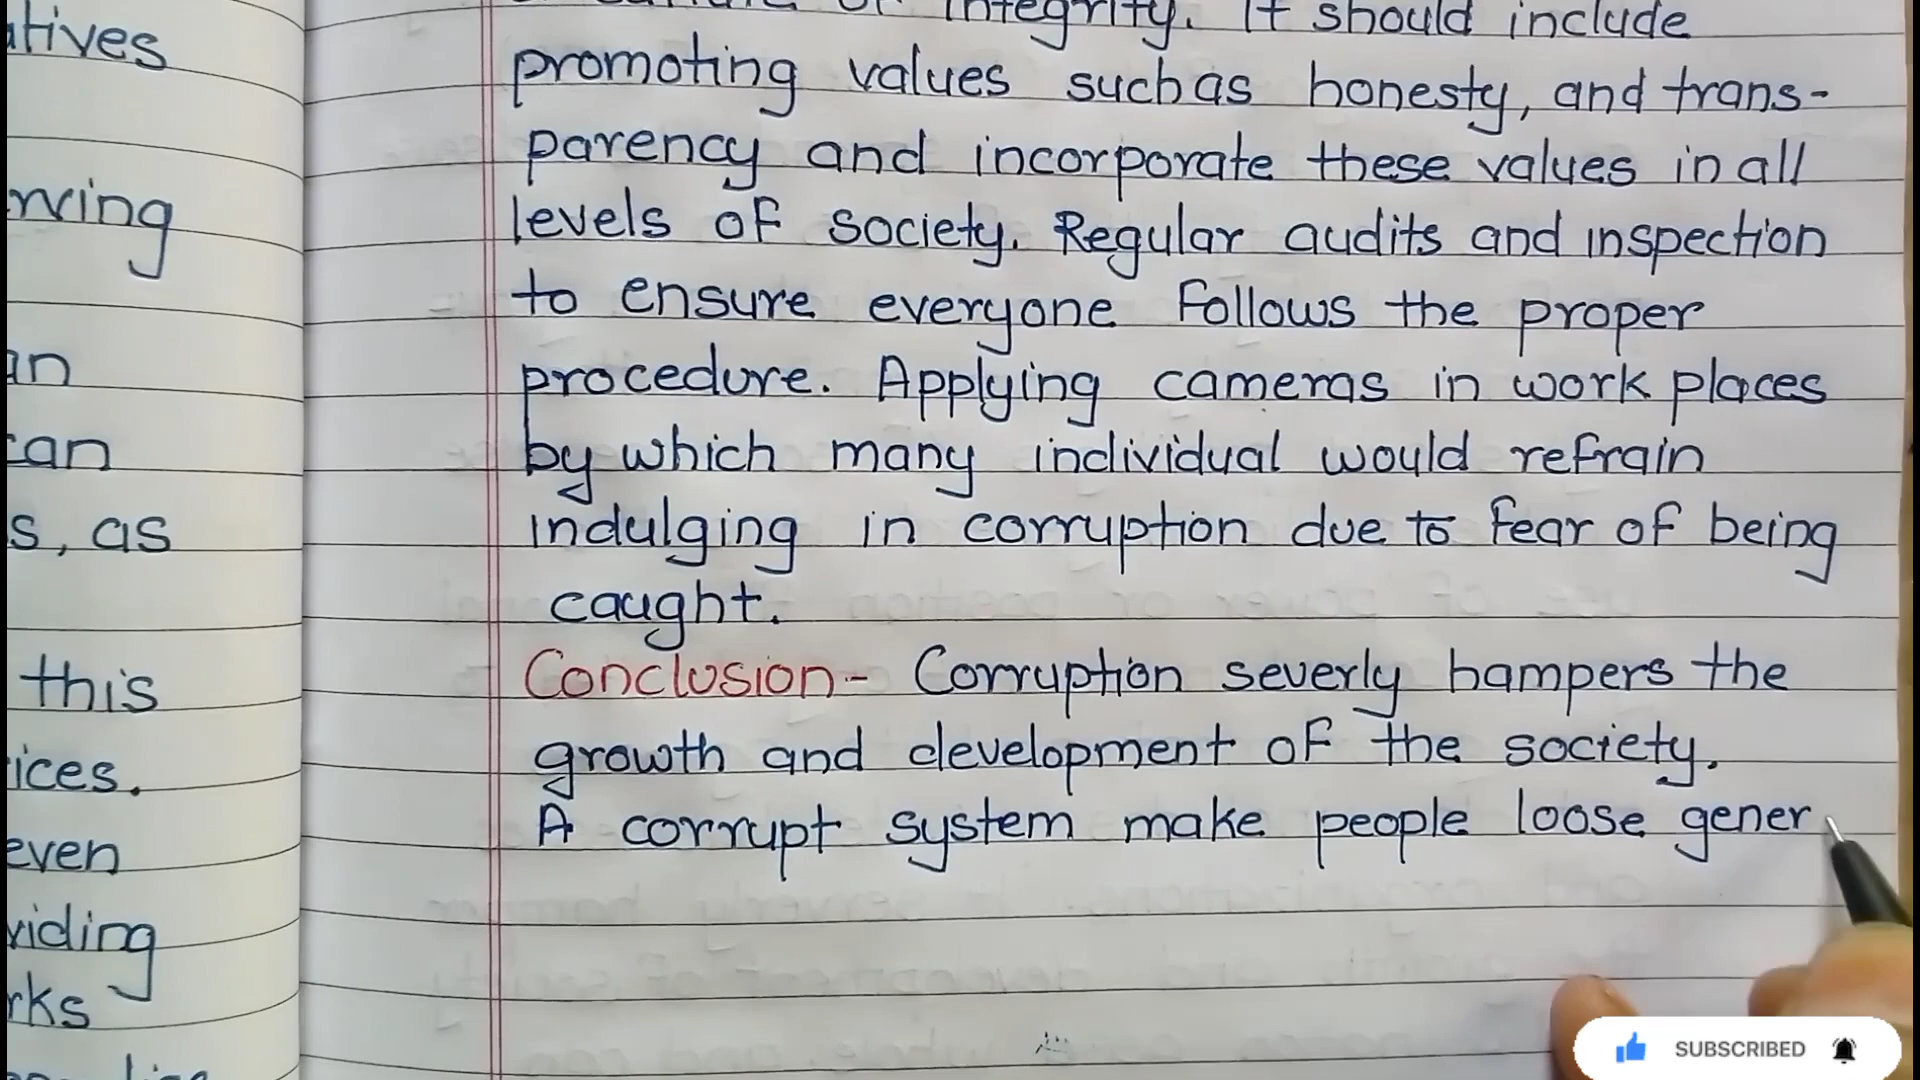 atives
ering
an
can
s, as
this
ices.
even
viding
rks
integrity. It should include
promoting values such as honesty, and trans-
parency and incorporate these values in all
levels of society. Regular audits and inspection
to ensure everyone follows the proper
procedure. Applying cameras in work places
by which many individual would refrain
indulging in corruption due to fear of being
caught.
Conclusion- Corruption severly hampers the
growth and development of the society.
A corrupt system make people loose gener
SUBSCRIBED